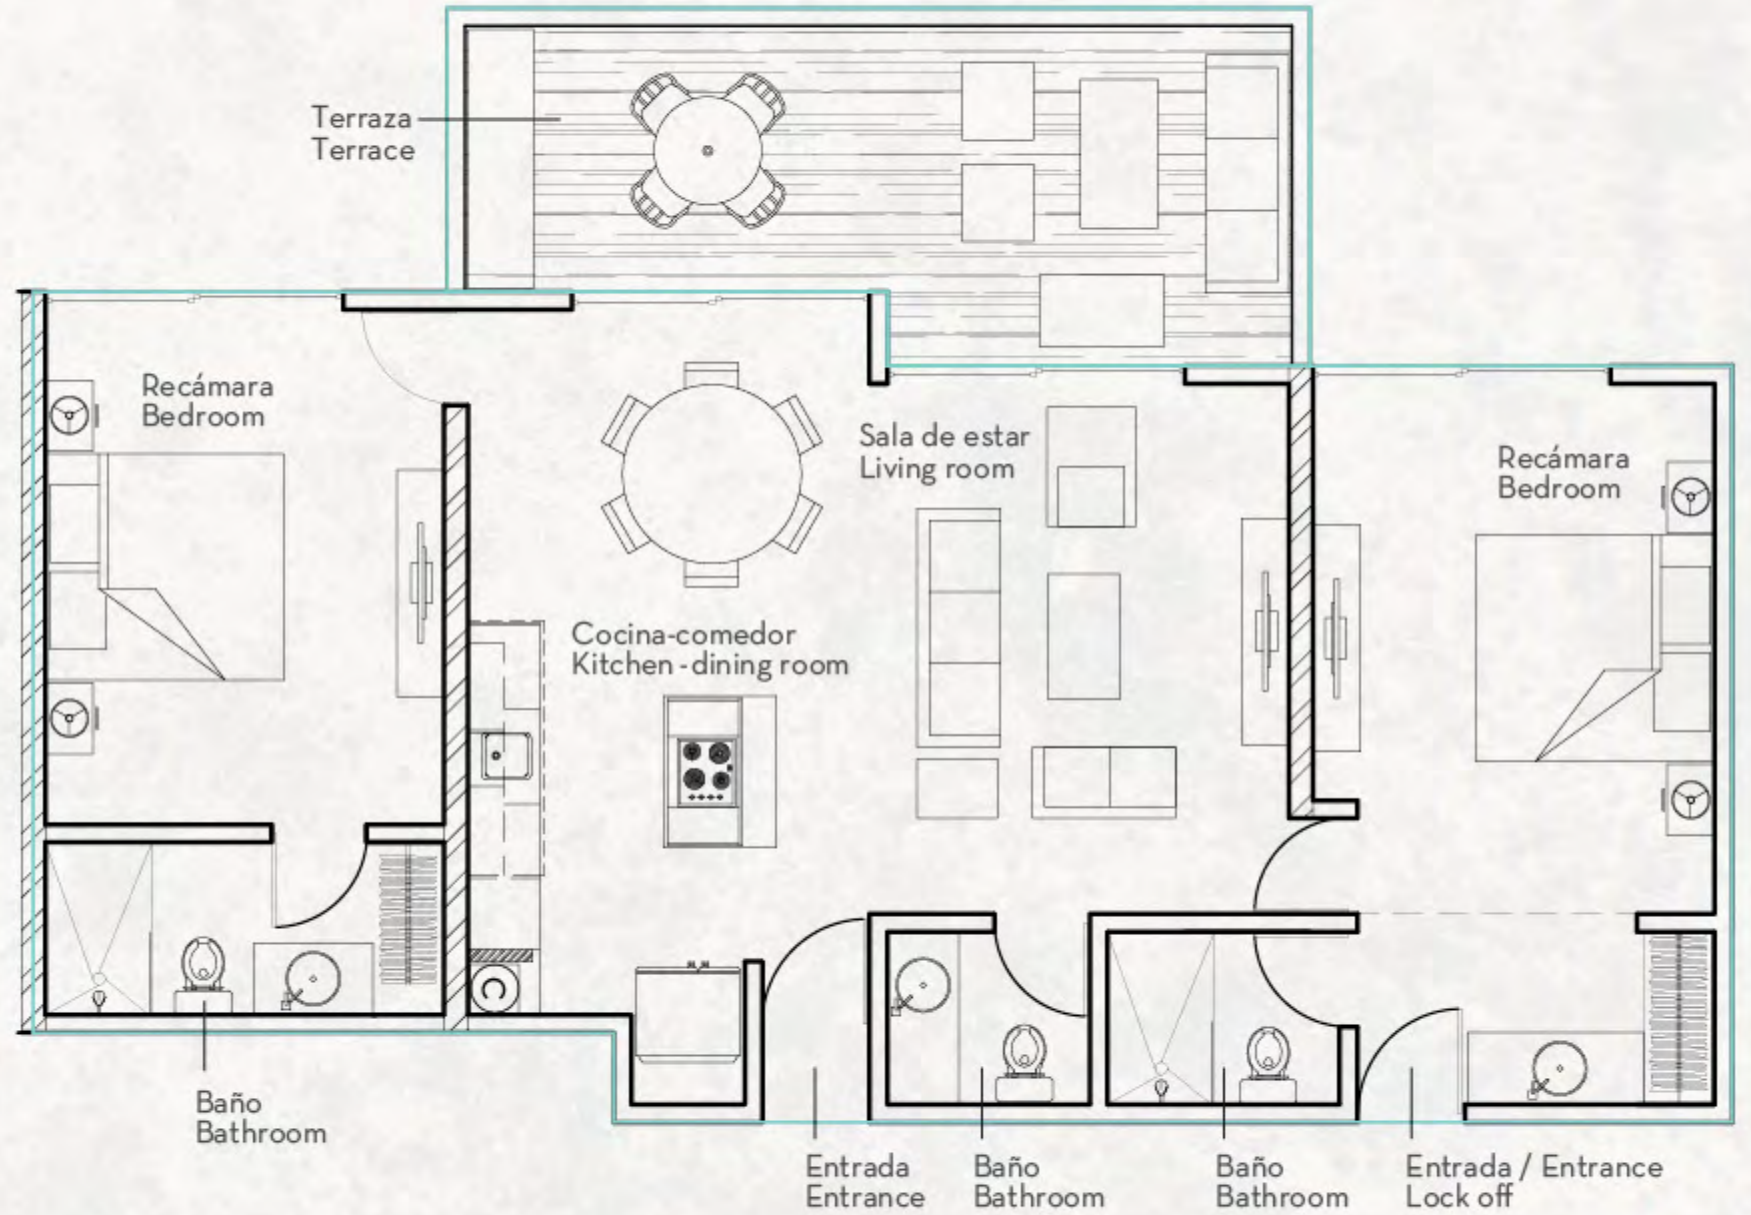 Terraza
Terrace
Recámara
Bedroom
Sala de estar
Living room
Recámara
Bedroom
Cocina-comedor
Kitchen -dining room
Baño
Bathroom
Entrada
Entrance
Baño
Bathroom
Baño
Bathroom
Entrada / Entrance
Lock off